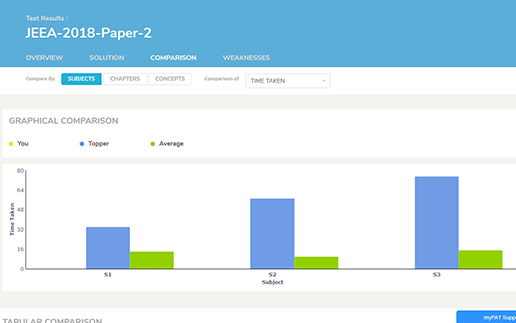 Test Results :
JEEA-2018-Paper-2
OVERVIEW SOLUTION COMPARISON WEAKNESSES
Compare By SUBJECTS CHAPTERS CONCEPTS Comparison of TIME TAKEN
GRAPHICAL COMPARISON
You Topper Average
80
64
48
32
16
0
Time Taken
S1 S2 S3
Subject
TABULAR COMPARISON
myPAT Supp